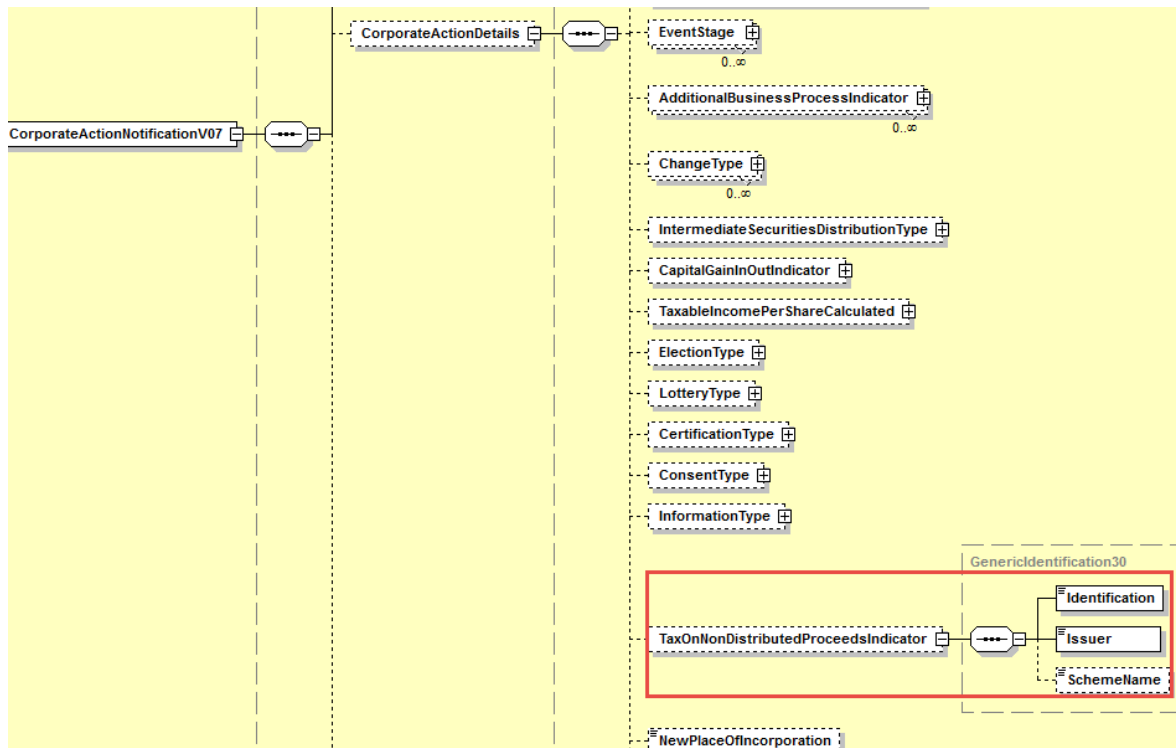 CorporateActionDetails
EventStage
0..∞
AdditionalBusinessProcessIndicator
0..∞
CorporateActionNotificationV07
ChangeType
0..∞
IntermediateSecuritiesDistributionType
CapitalGainInOutIndicator
TaxableIncomePerShareCalculated
ElectionType
LotteryType
CertificationType
ConsentType
InformationType
GenericIdentification30
Identification
TaxOnNonDistributedProceedsIndicator
Issuer
SchemeName
NewPlaceOfIncorporation